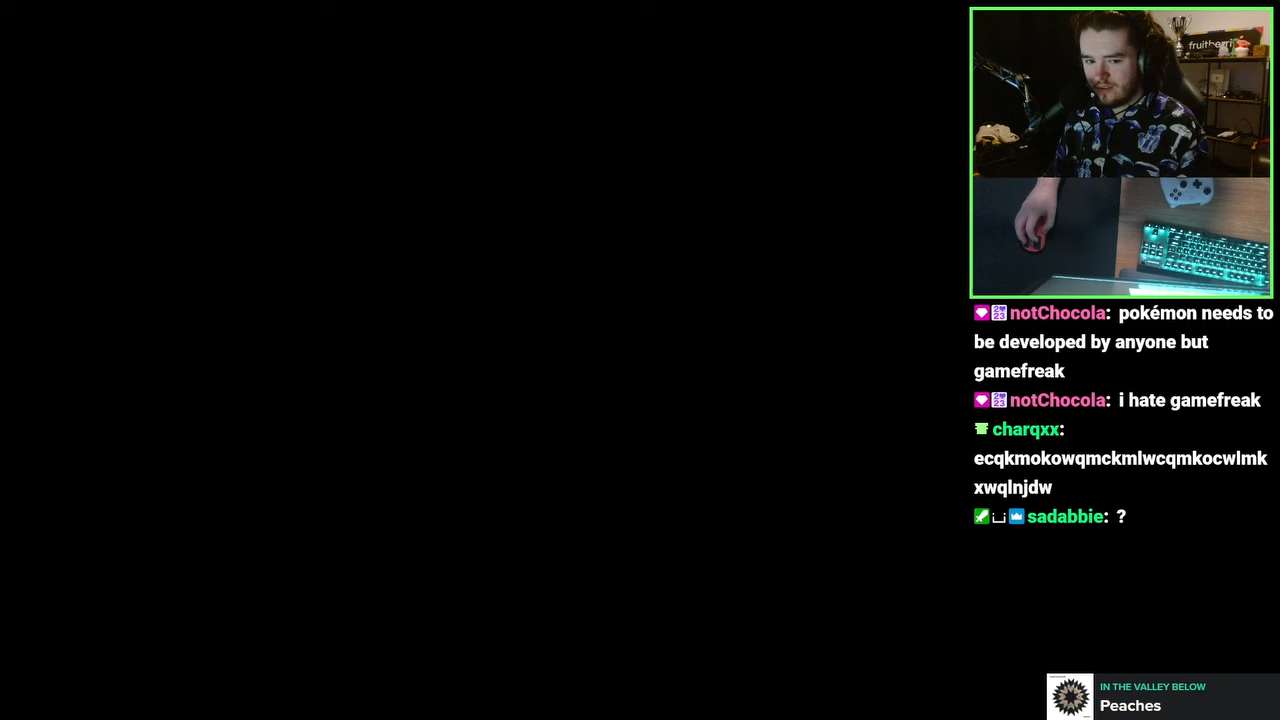 fruitberri
notChocola: pokémon needs to
be developed by anyone but
gamefreak
notChocola: i hate gamefreak
charqxx:
ecqkmokowqmckmlwcqmkocwlmk
xwqlnjdw
sadabbie: ?
IN THE VALLEY BELOW
Peaches